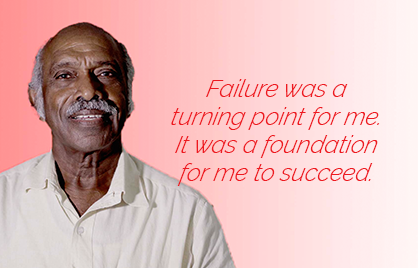 Failure was a
turning point for me.
It was a foundation
for me to succeed.